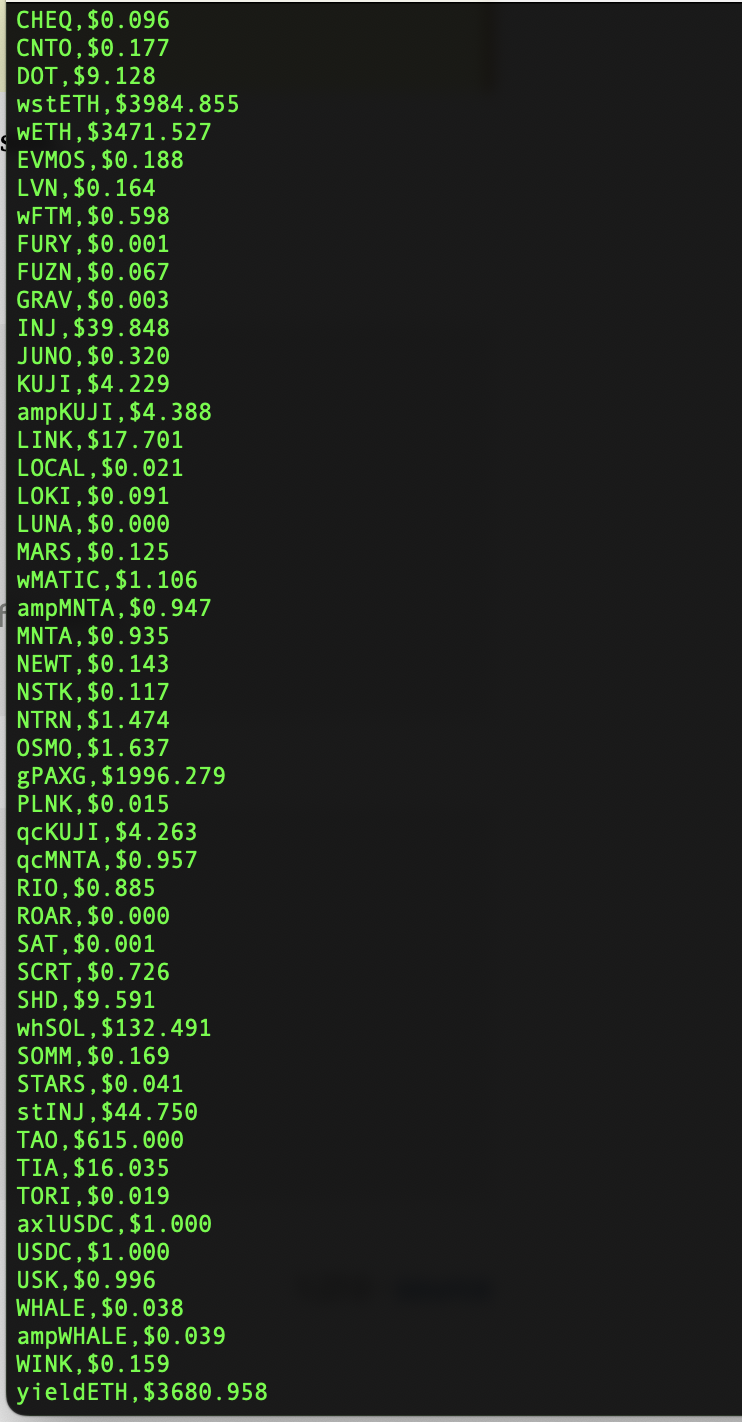 CHEQ,$0.096
CNTO,$0.177
DOT,$9.128
wstETH,$3984.855
wETH,$3471.527
EVMOS,$0.188
LVN,$0.164
wFTM,$0.598
FURY,$0.001
FUZN,$0.067
GRAV,$0.003
INJ,$39.848
JUNO,$0.320
KUJI,$4.229
ampKUJI,$4.388
LINK,$17.701
LOCAL,$0.021
LOKI,$0.091
LUNA,$0.000
MARS,$0.125
wMATIC,$1.106
ampMNTA,$0.947
MNTA,$0.935
NEWT,$0.143
NSTK,$0.117
NTRN,$1.474
OSMO,$1.637
gPAXG,$1996.279
PLNK,$0.015
qcKUJI,$4.263
qcMNTA,$0.957
RIO,$0.885
ROAR,$0.000
SAT,$0.001
SCRT,$0.726
SHD,$9.591
whSOL,$132.491
SOMM,$0.169
STARS,$0.041
stINJ,$44.750
TAO,$615.000
TIA,$16.035
TORI,$0.019
axlUSDC,$1.000
USDC,$1.000
USK,$0.996
WHALE,$0.038
ampWHALE,$0.039
WINK,$0.159
yieldETH,$3680.958